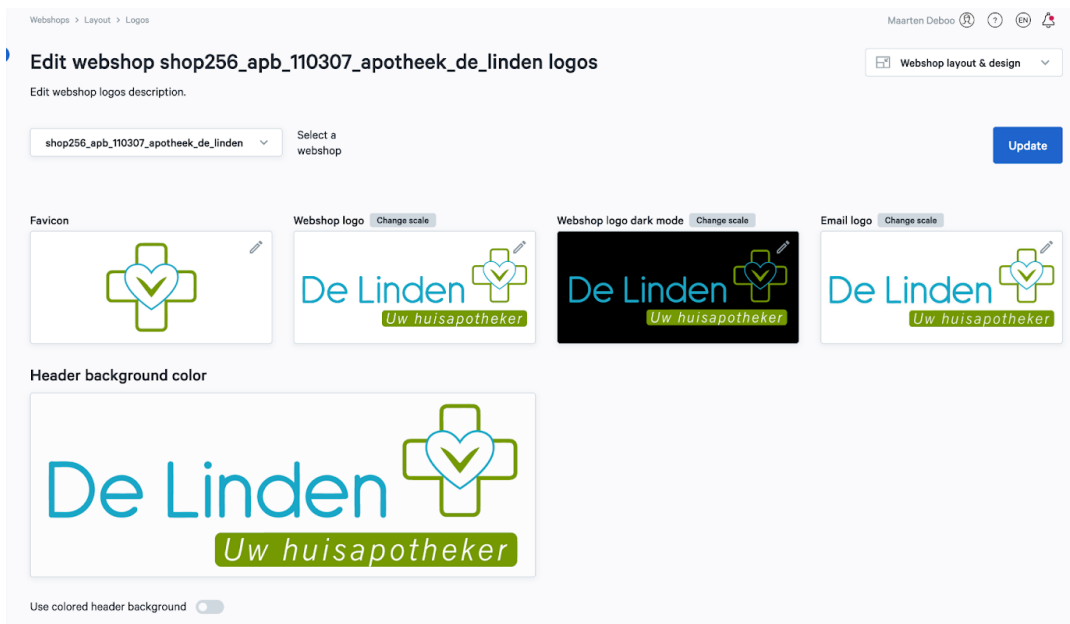 Webshops > Layout > Logos
Maarten Deboo
?
EN
Edit webshop shop256_apb_110307_apotheek_de_linden logos
Webshop layout & design
Edit webshop logos description.
shop256_apb_110307_apotheek_de_linden
Select a
webshop
Update
Favicon
Webshop logo Change scale
Webshop logo dark mode Change scale
Email logo Change scale
De Linden
Uw huisapotheker
De Linden
Uw huisapotheker
De Linden
Uw huisapotheker
Header background color
De Linden
Uw huisapotheker
Use colored header background